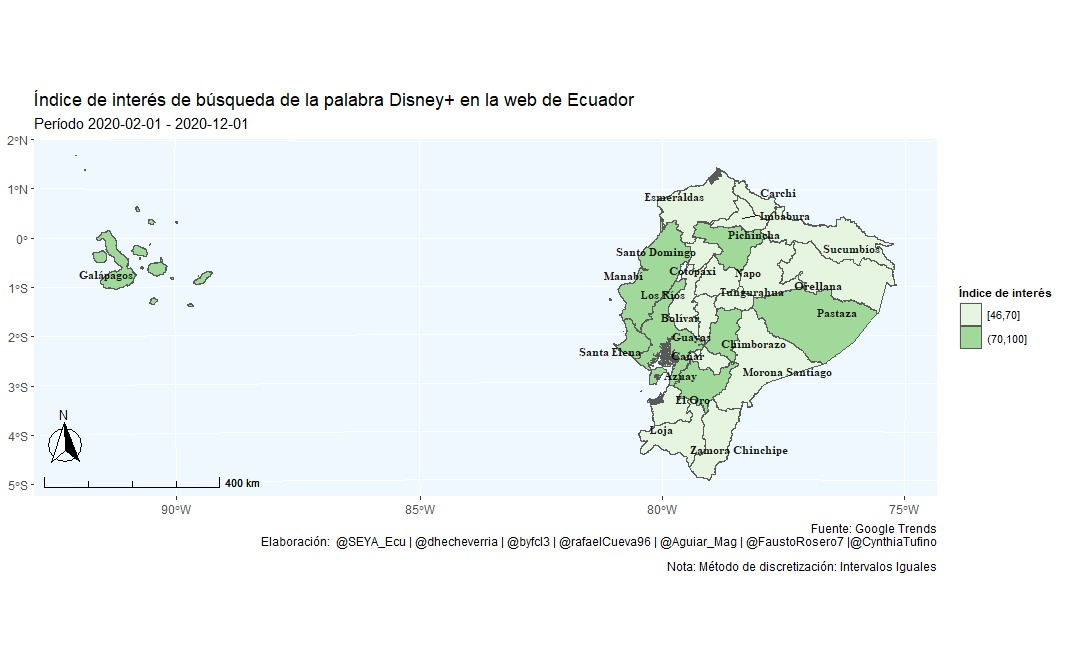 Índice de interés de búsqueda de la palabra Disney+ en la web de Ecuador
Período 2020-02-01 - 2020-12-01
2°N
1°N
0°
1°S
2°S
3°S
4°S
5°S
90°W
85°W
80°W
75°W
Galápagos
Esmeraldas
Carchi
Imbabura
Pichincha
Santo Domingo
Sucumbíos
Manabí
Cotopaxi
Napo
Orellana
Los Ríos
Tungurahua
Pastaza
Bolívar
Guayas
Chimborazo
Santa Elena
Cañar
Morona Santiago
Azuay
El Oro
Loja
Zamora Chinchipe
N
400 km
Índice de interés
[46,70]
(70,100]
Fuente: Google Trends
Elaboración: @SEYA_Ecu | @dhecheverria | @byfcl3 | @rafaelCueva96 | @Aguiar_Mag | @FaustoRosero7 |@CynthiaTufino
Nota: Método de discretización: Intervalos Iguales